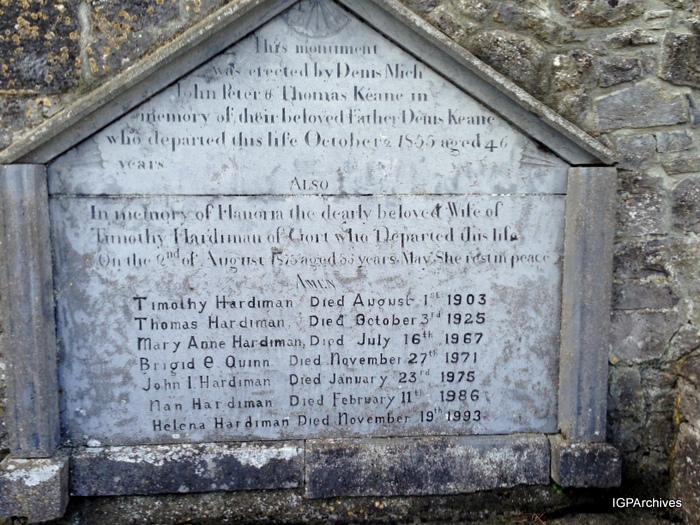 This monument
was erected by Denis Mich
John Peter & Thomas Keane in
memory of their beloved Father Denis Keane
who departed this life October 2 1855 aged 46
years
ALSO
In memory of Hanoria the dearly beloved Wife of
Timothy Hardiman of Gort who Departed this life
On the 2nd of August aged years May She rest in peace
AMEN
Timothy Hardiman Died August 1st 1903
Thomas Hardiman, Died October 3rd 1925
Mary Anne Hardiman, Died July 16th 1967
Brigid E Quinn Died November 27th 1971
John I. Hardiman Died January 23rd 1975
Nan Hardiman Died February 11th 1986
Helena Hardiman Died November 19th 1993
IGPArchives